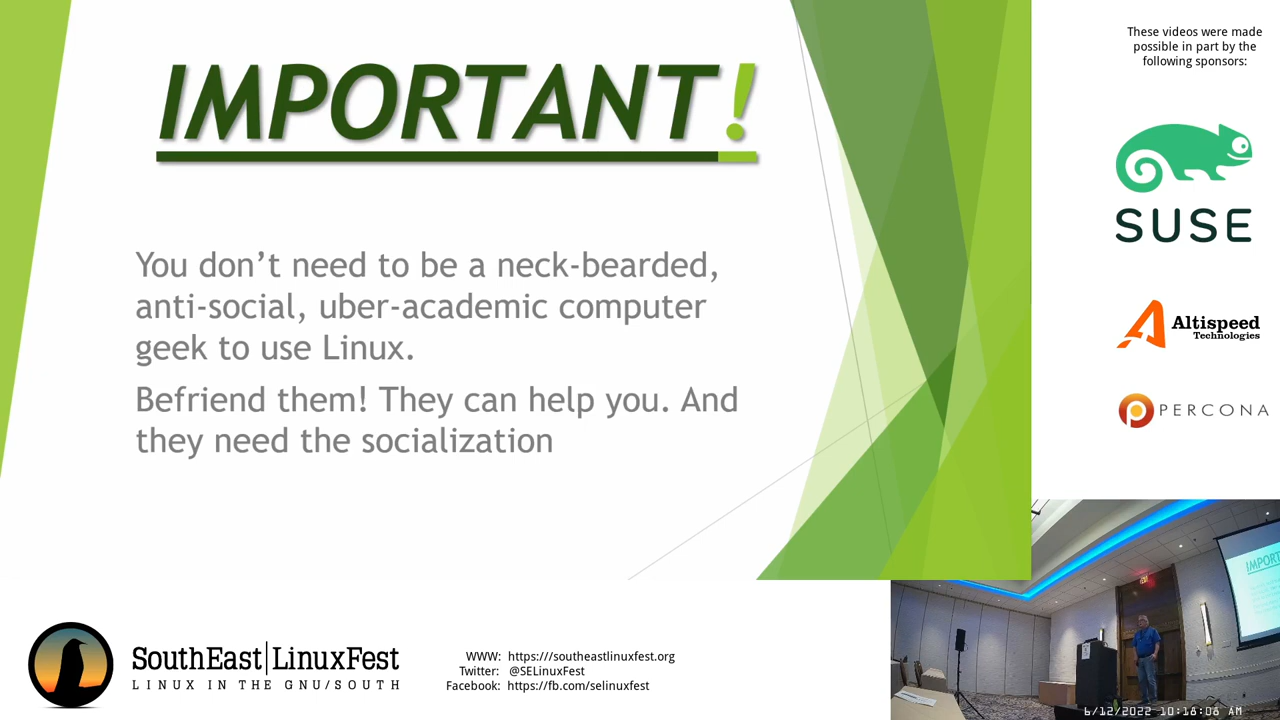 IMPORTANT!
You don’t need to be a neck-bearded,
anti-social, uber-academic computer
geek to use Linux.
Befriend them! They can help you. And
they need the socialization
These videos were made
possible in part by the
following sponsors:
SUSE
Altispeed
Technologies
PERCONA
SouthEast|LinuxFest
LINUX IN THE GNU/SOUTH
WWW: https:///southeastlinuxfest.org
Twitter: @SELinuxFest
Facebook: https://fb.com/selinuxfest
IMPORT
6/12/2022 10:16:06 AM